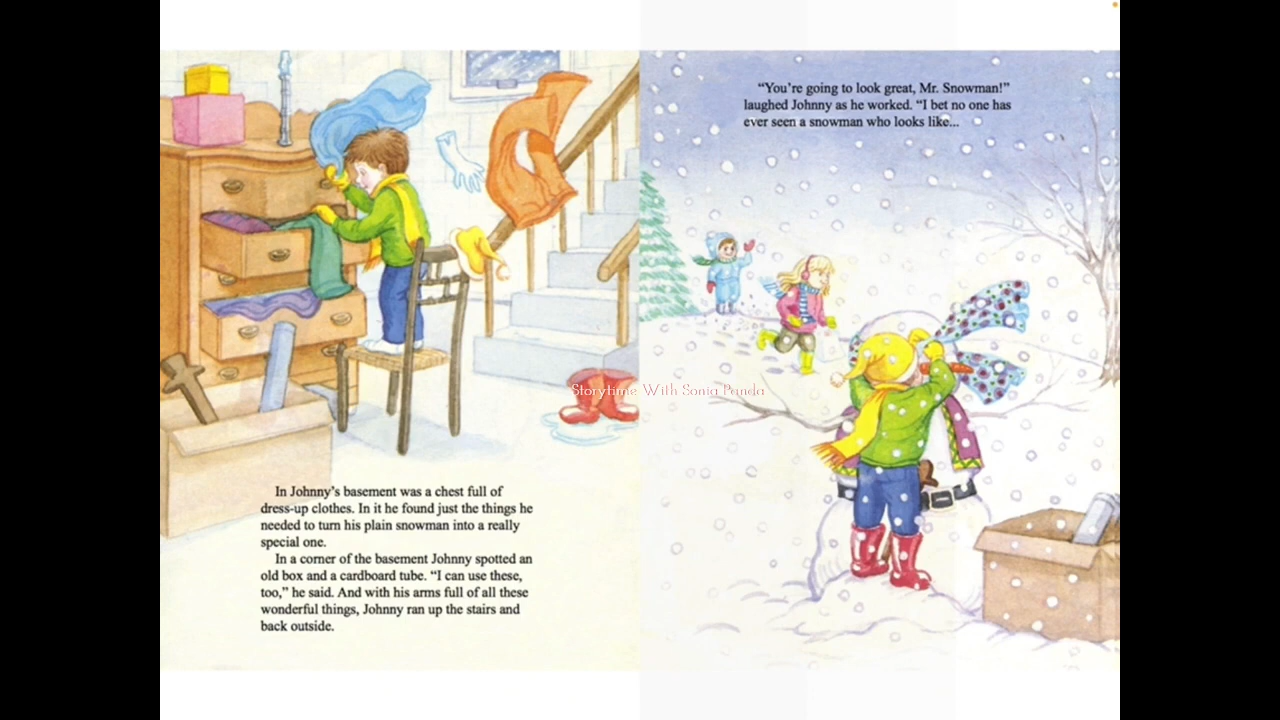 In Johnny's basement was a chest full of
dress-up clothes. In it he found just the things he
needed to turn his plain snowman into a really
special one.
In a corner of the basement Johnny spotted an
old box and a cardboard tube. “I can use these,
too,” he said. And with his arms full of all these
wonderful things, Johnny ran up the stairs and
back outside.
“You’re going to look great, Mr. Snowman!”
laughed Johnny as he worked. “I bet no one has
ever seen a snowman who looks like...
Storytime With Sonia Panda